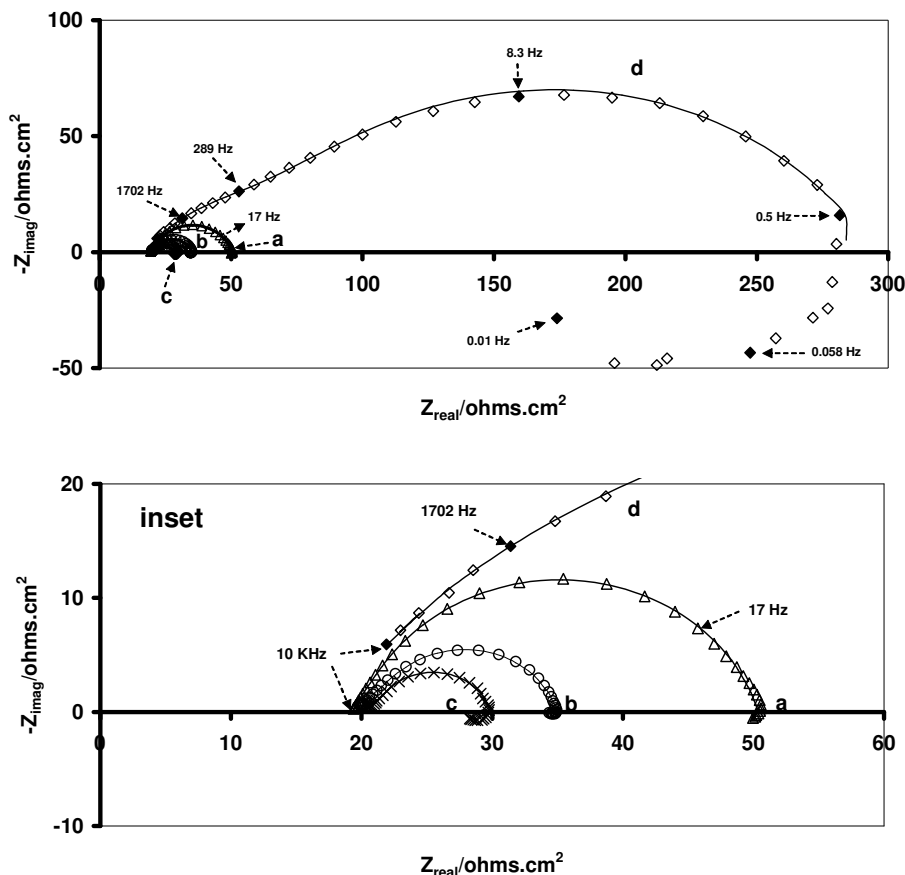 100
8.3 Hz
d
289 Hz
50
1702 Hz
17 Hz
b
a
0.5 Hz
0
0
50
100
150
200
250
300
c
0.01 Hz
0.058 Hz
-50
-Zimag/ohms.cm2
Zreal/ohms.cm2
20
inset
1702 Hz
d
10
17 Hz
10 KHz
c
b
a
0
0
10
20
30
40
50
60
-10
-Zimag/ohms.cm2
Zreal/ohms.cm2